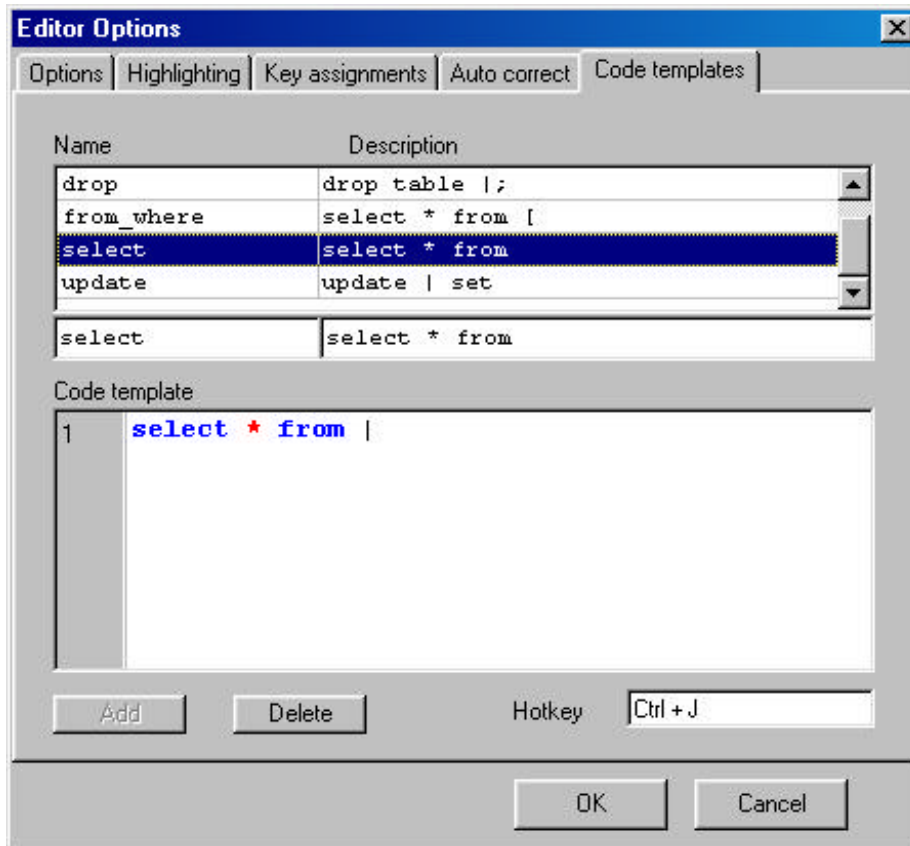 Editor Options
Options Highlighting Key assignments Auto correct Code templates
Name Description
drop drop table |;
from_where select * from [
select select * from
update update | set
select select * from
Code template
1 select * from |
Add Delete Hotkey Ctrl + J
OK Cancel